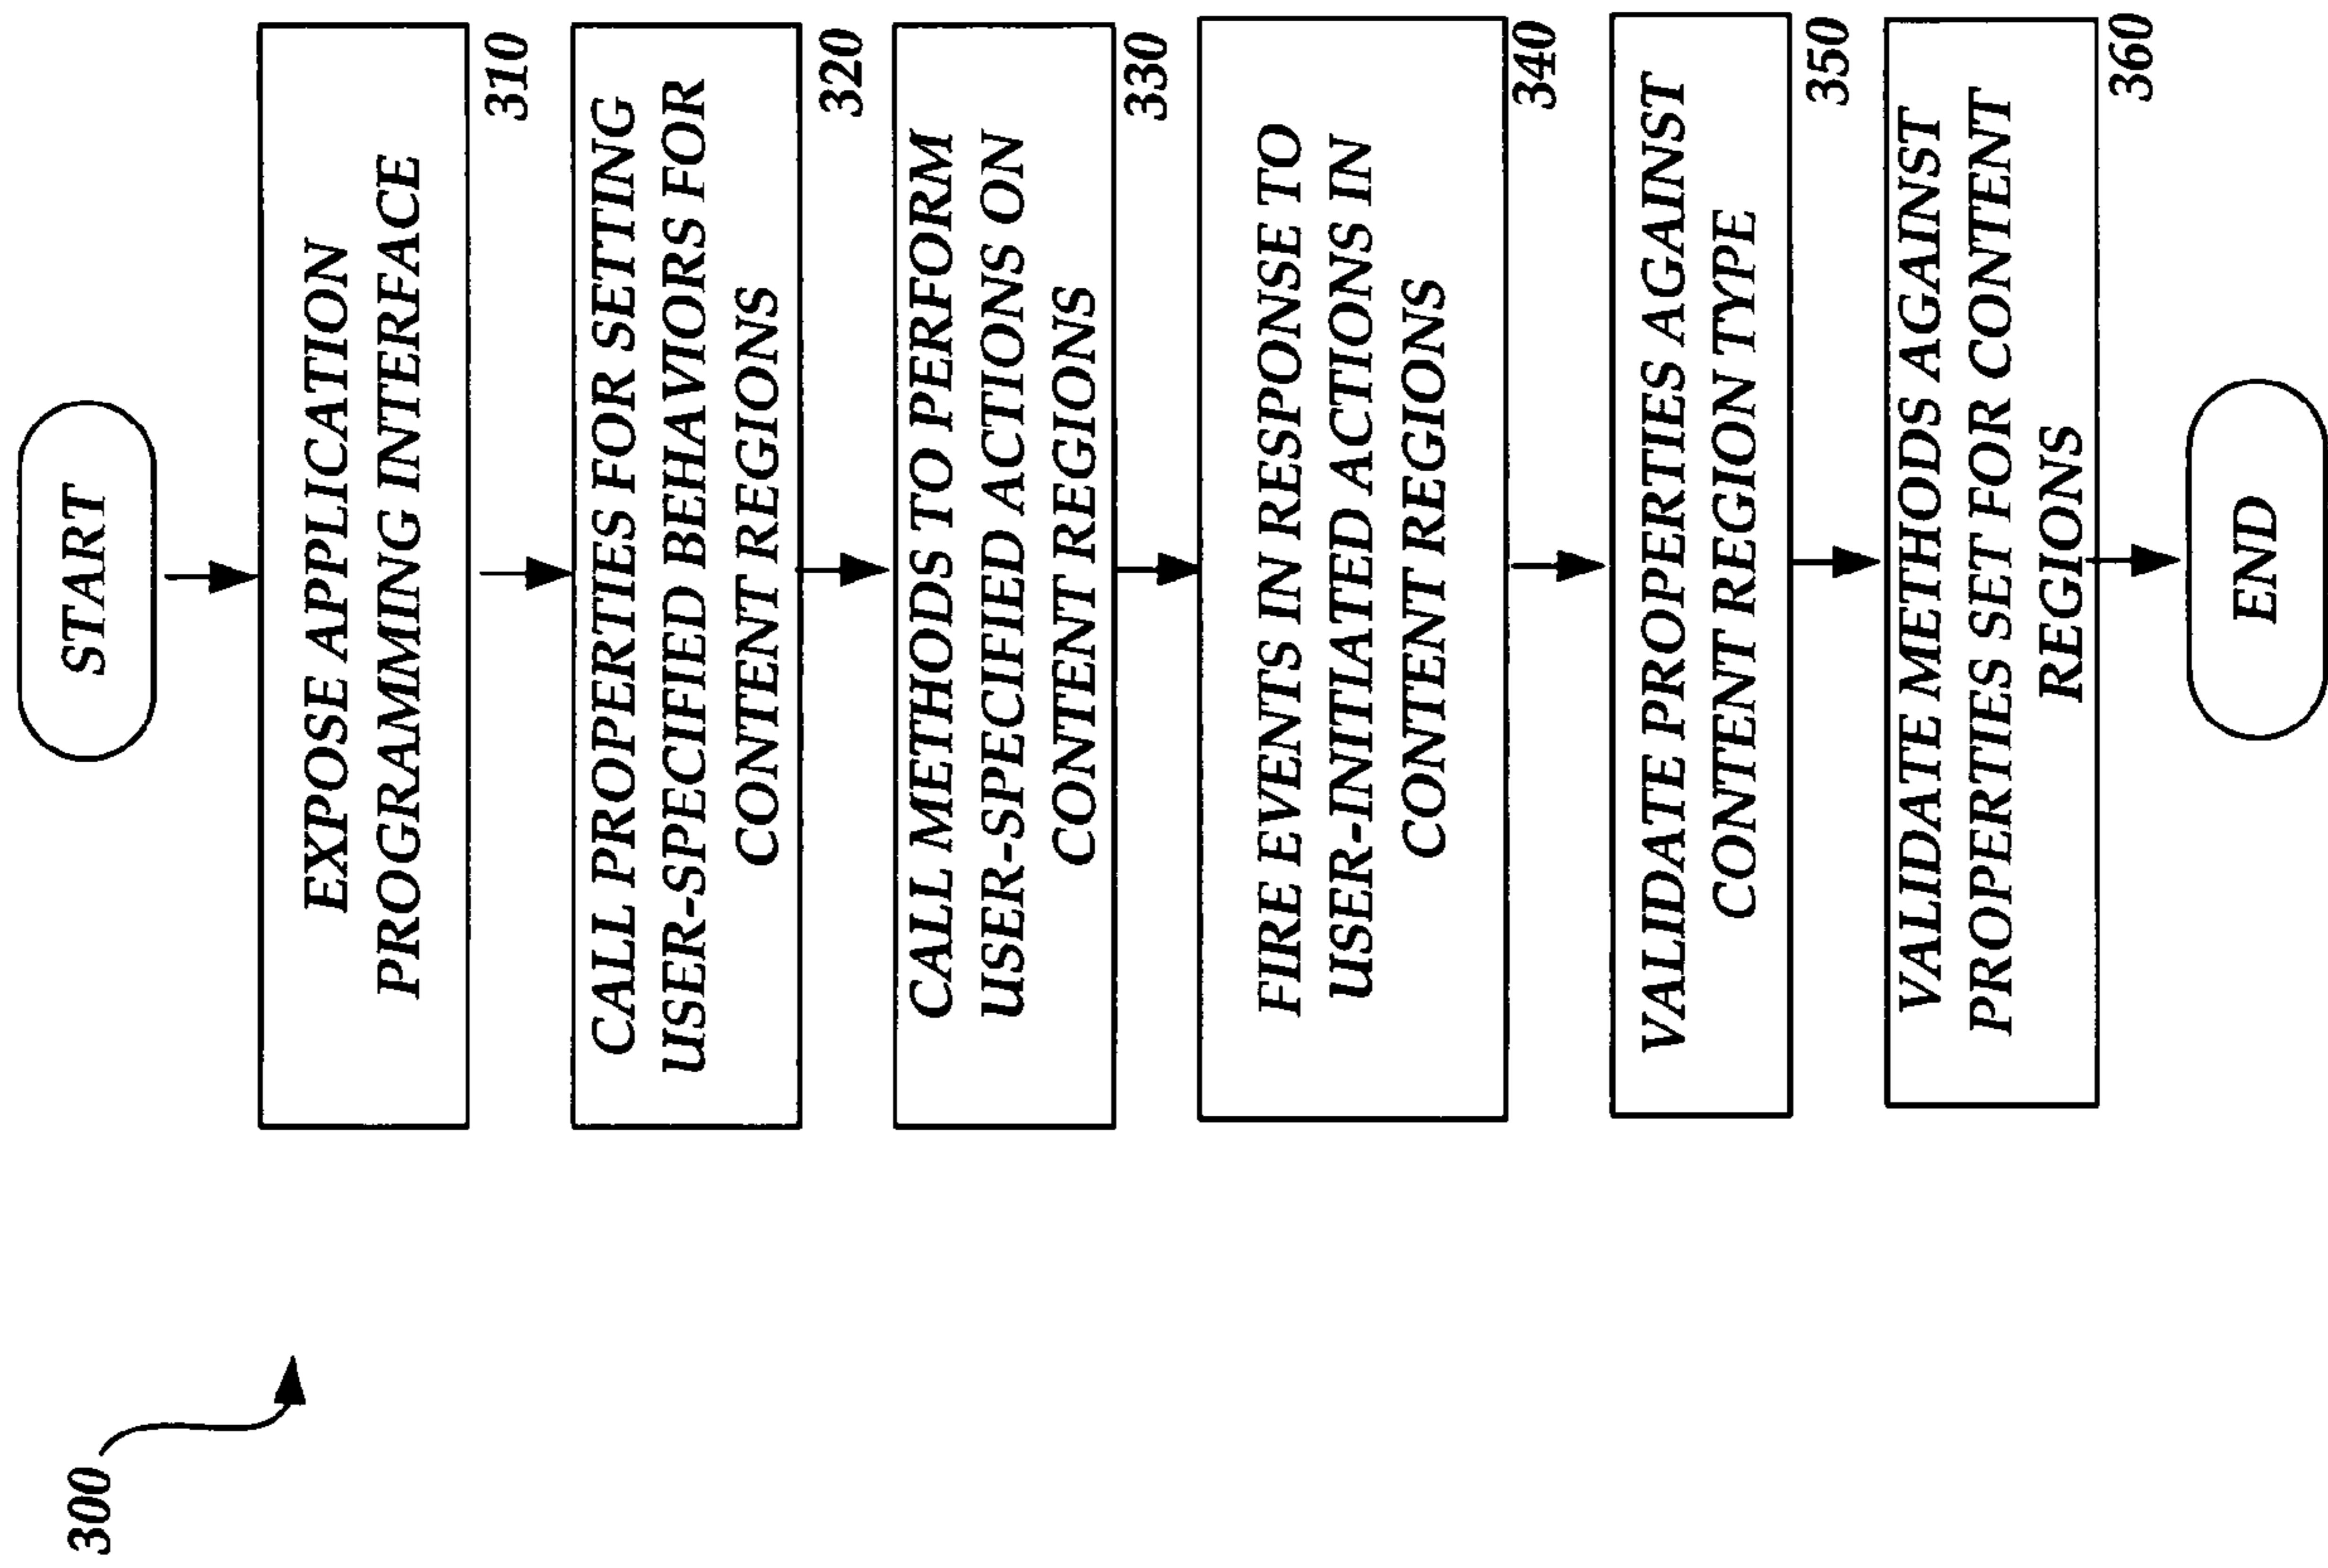 300
START
EXPOSE APPLICATION
PROGRAMMING INTERFACE
310
CALL PROPERTIES FOR SETTING
USER-SPECIFIED BEHAVIORS FOR
CONTENT REGIONS
320
CALL METHODS TO PERFORM
USER-SPECIFIED ACTIONS ON
CONTENT REGIONS
330
FIRE EVENTS IN RESPONSE TO
USER-INITIATED ACTIONS IN
CONTENT REGIONS
340
VALIDATE PROPERTIES AGAINST
CONTENT REGION TYPE
350
VALIDATE METHODS AGAINST
PROPERTIES SET FOR CONTENT
REGIONS
360
END